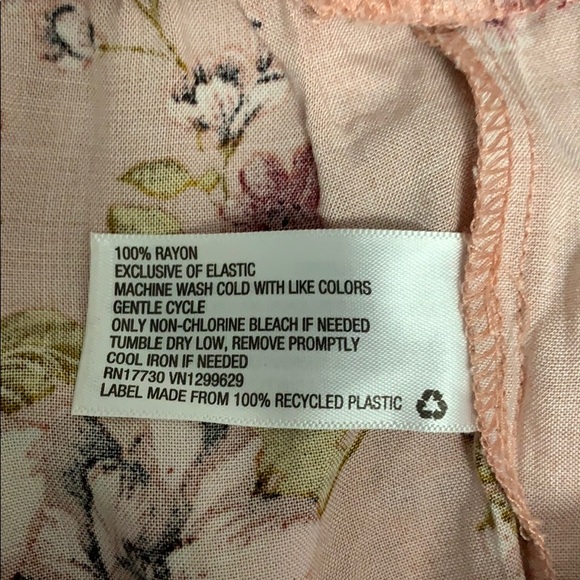 100% RAYON
EXCLUSIVE OF ELASTIC
MACHINE WASH COLD WITH LIKE COLORS
GENTLE CYCLE
ONLY NON-CHLORINE BLEACH IF NEEDED
TUMBLE DRY LOW, REMOVE PROMPTLY
COOL IRON IF NEEDED
RN17730 VN1299629
LABEL MADE FROM 100% RECYCLED PLASTIC